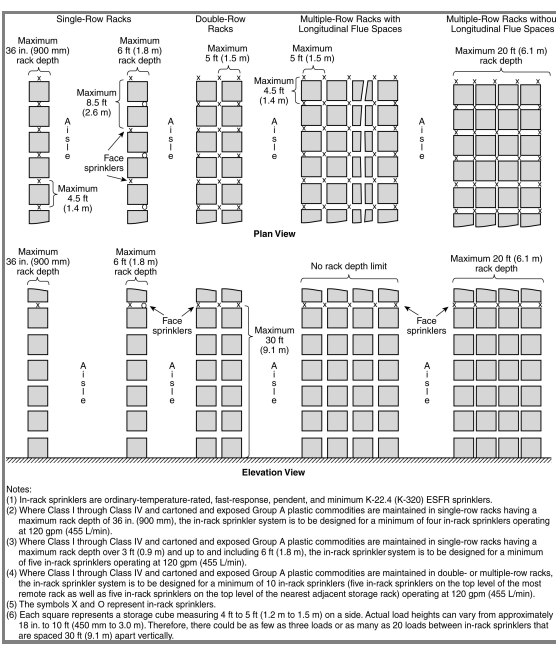 Single-Row Racks
Double-Row
Racks
Multiple-Row Racks with
Longitudinal Flue Spaces
Multiple-Row Racks withou
Longitudinal Flue Spaces
Maximum
36 in. (900 mm)
rack depth
Maximum
6 ft (1.8 m)
rack depth
Maximum
5 ft (1.5 m)
Maximum
5 ft (1.5 m)
Maximum 20 ft (6.1 m)
rack depth
Maximum
8.5 ft
(2.6 m)
Maximum
4.5 ft
(1.4 m)
Aisle
Aisle
Aisle
Aisle
Face
sprinklers
Maximum
4.5 ft
(1.4 m)
Plan View
Maximum
36 in. (900 mm)
rack depth
Maximum
6 ft (1.8 m)
rack depth
No rack depth limit
Maximum 20 ft (6.1 m)
rack depth
Face
sprinklers
Face
sprinklers
Maximum
30 ft
(9.1 m)
Aisle
Aisle
Aisle
Aisle
Elevation View
Notes:
(1) In-rack sprinklers are ordinary-temperature-rated, fast-response, pendent, and minimum K-22.4 (K-320) ESFR sprinklers.
(2) Where Class I through Class IV and cartoned and exposed Group A plastic commodities are maintained in single-row racks having a
maximum rack depth of 36 in. (900 mm), the in-rack sprinkler system is to be designed for a minimum of four in-rack sprinklers operating
at 120 gpm (455 L/min).
(3) Where Class I through Class IV and cartoned and exposed Group A plastic commodities are maintained in single-row racks having a
maximum rack depth over 3 ft (0.9 m) and up to and including 6 ft (1.8 m), the in-rack sprinkler system is to be designed for a minimum
of five in-rack sprinklers operating at 120 gpm (455 L/min).
(4) Where Class I through Class IV and cartoned and exposed Group A plastic commodities are maintained in double- or multiple-row racks,
the in-rack sprinkler system is to be designed for a minimum of 10 in-rack sprinklers (five in-rack sprinklers on the top level of the most
remote rack as well as five in-rack sprinklers on the top level of the nearest adjacent storage rack) operating at 120 gpm (455 L/min).
(5) The symbols X and O represent in-rack sprinklers.
(6) Each square represents a storage cube measuring 4 ft to 5 ft (1.2 m to 1.5 m) on a side. Actual load heights can vary from approximately
18 in. to 10 ft (450 mm to 3.0 m). Therefore, there could be as few as three loads or as many as 20 loads between in-rack sprinklers that
are spaced 30 ft (9.1 m) apart vertically.